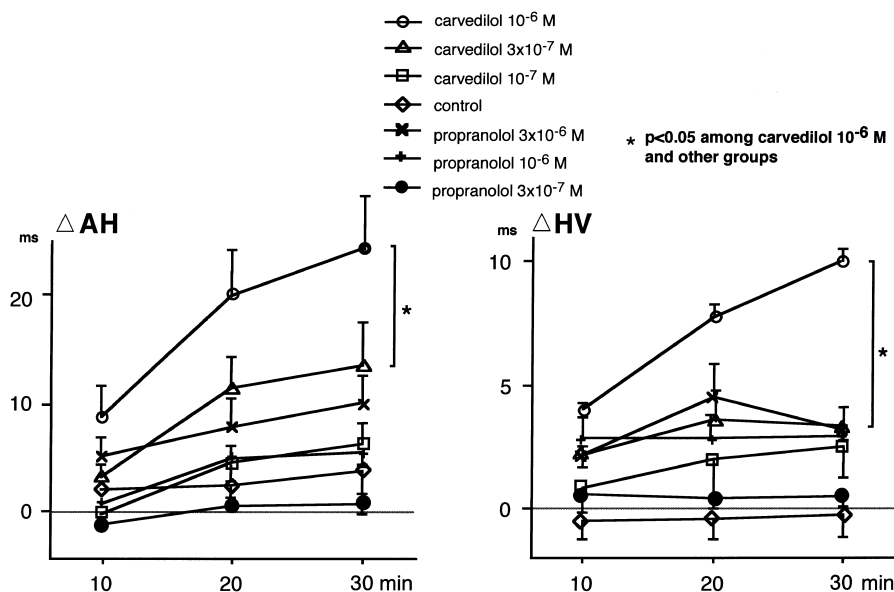 carvedilol 10-6 M
carvedilol 3x10-7 M
carvedilol 10-7 M
control
propranolol 3x10-6 M
propranolol 10-6 M
propranolol 3x10-7 M
* p<0.05 among carvedilol 10-6 M
and other groups
△ AH
ms
20
10
0
*
10 20 30 min
△ HV
ms
10
5
0
*
10 20 30 min